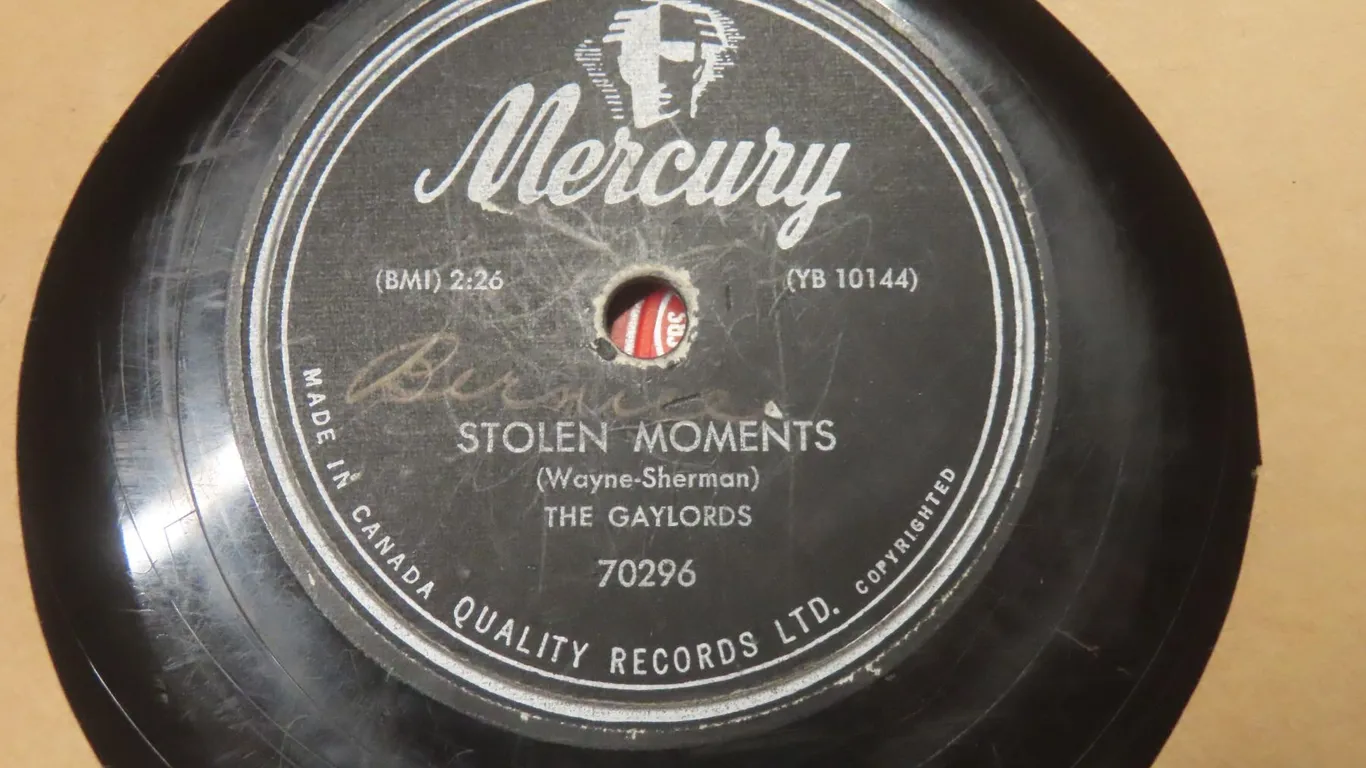 Mercury
(BMI) 2:26
(YB 10144)
Bernice
STOLEN MOMENTS
(Wayne-Sherman)
THE GAYLORDS
70296
MADE IN CANADA QUALITY RECORDS LTD. COPYRIGHTED